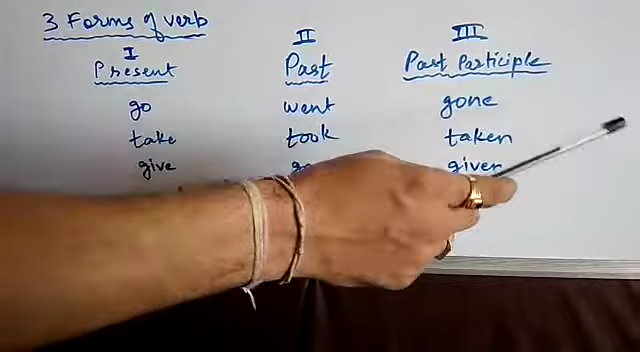 3 Forms of verb
I II III
Present Past Past Participle
go went gone
take took taken
give given